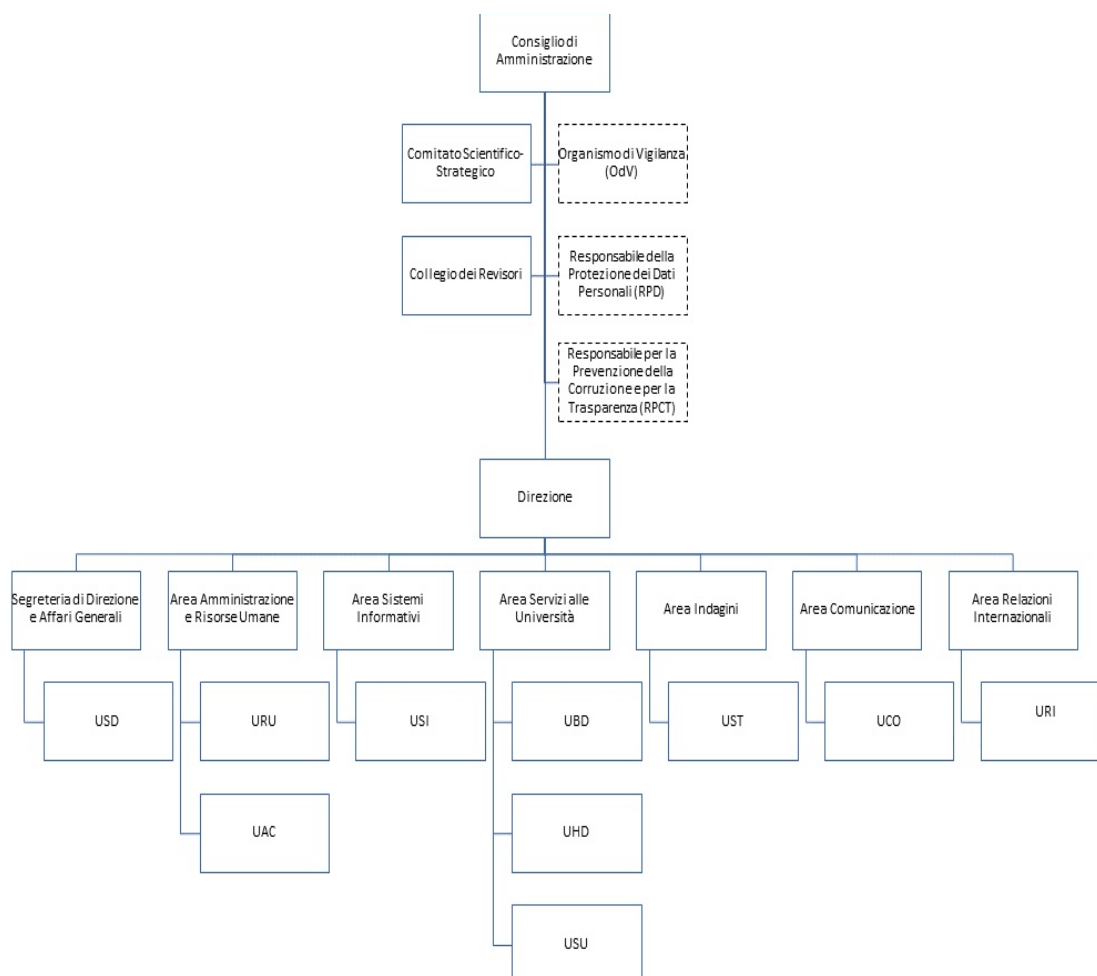 Consiglio di
Amministrazione
Comitato Scientifico-
Strategico
Organismo di Vigilanza
(OdV)
Collegio dei Revisori
Responsabile della
Protezione dei Dati
Personali (RPD)
Responsabile per la
Prevenzione della
Corruzione e per la
Trasparenza (RPCT)
Direzione
Segreteria di Direzione
e Affari Generali
Area Amministrazione
e Risorse Umane
Area Sistemi
Informativi
Area Servizi alle
Università
Area Indagini
Area Comunicazione
Area Relazioni
Internazionali
USD
URU
USI
UBD
UST
UCO
URI
UAC
UHD
USU